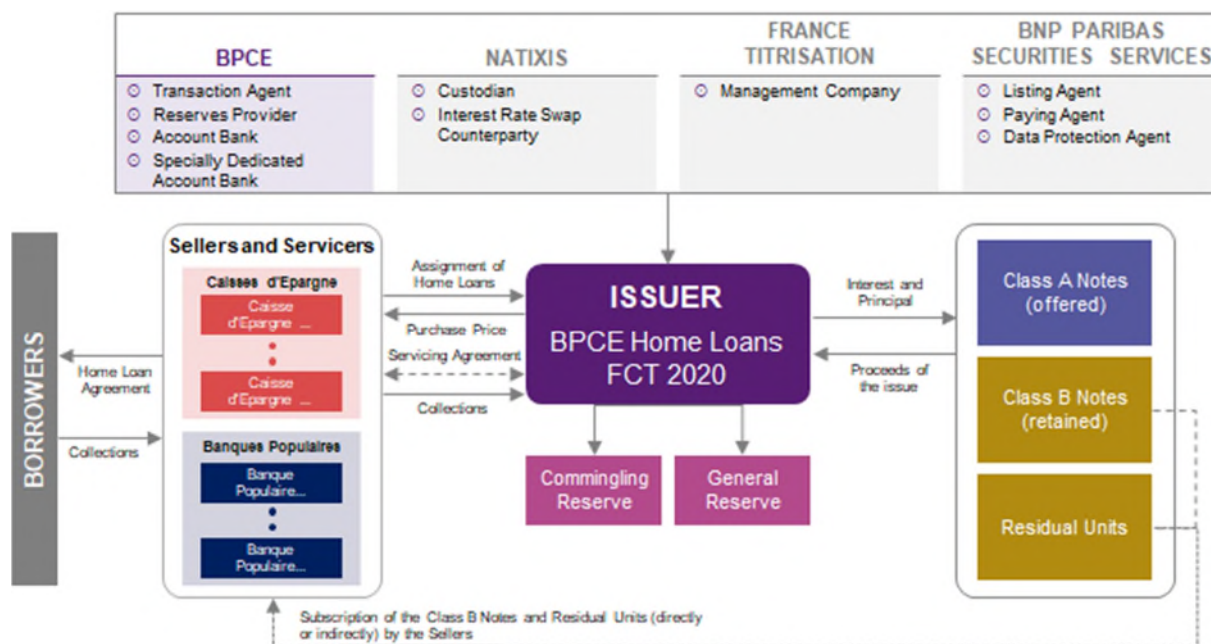 BPCE
Transaction Agent
Reserves Provider
Account Bank
Specially Dedicated
Account Bank
NATIXIS
Custodian
Interest Rate Swap
Counterparty
FRANCE
TITRISATION
Management Company
BNP PARIBAS
SECURITIES SERVICES
Listing Agent
Paying Agent
Data Protection Agent
BORROWERS
Home Loan
Agreement
Collections
Sellers and Servicers
Caisses d'Epargne
Caisse
d'Epargne ...
Caisse
d'Epargne ...
Banques Populaires
Banque
Populaire...
Banque
Populaire...
Assignment of
Home Loans
Purchase Price
Servicing Agreement
Collections
ISSUER
BPCE Home Loans
FCT 2020
Commingling
Reserve
General
Reserve
Interest and
Principal
Proceeds of
the issue
Class A Notes
(offered)
Class B Notes
(retained)
Residual Units
Subscription of the Class B Notes and Residual Units (directly
or indirectly) by the Sellers